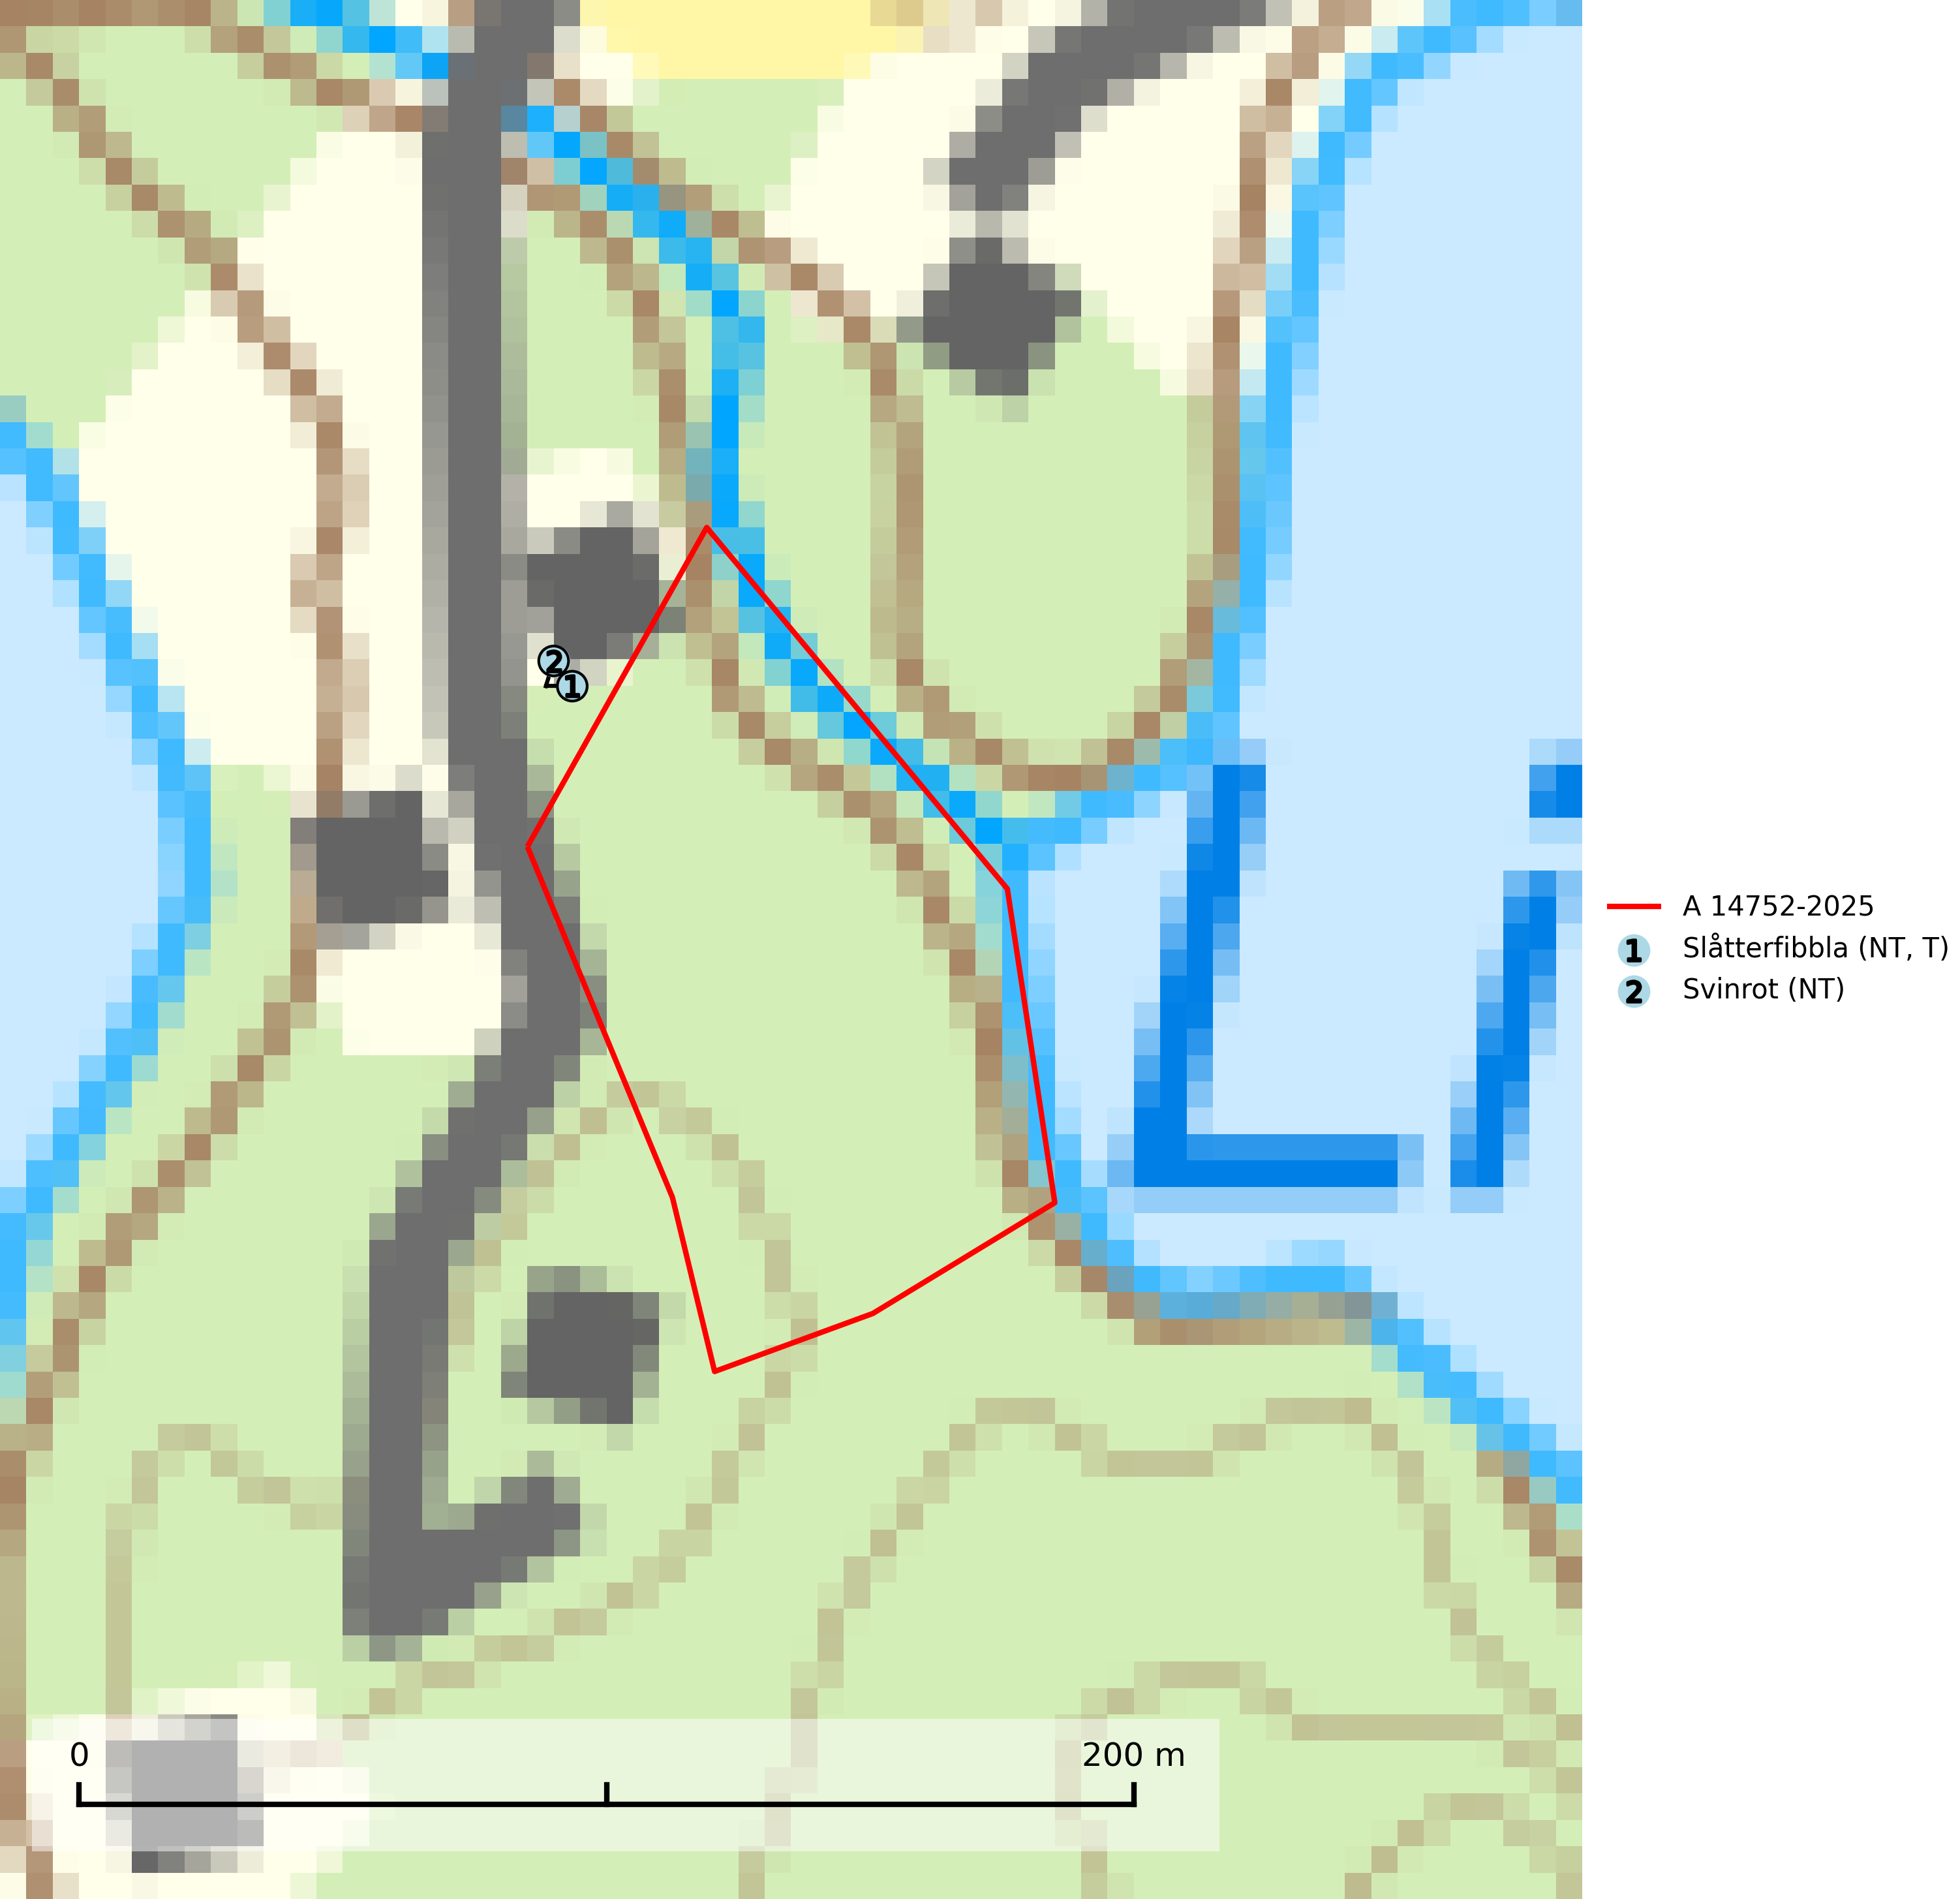 2
1
A 14752-2025
1 Slåtterfibbla (NT, T)
2 Svinrot (NT)
0 200 m